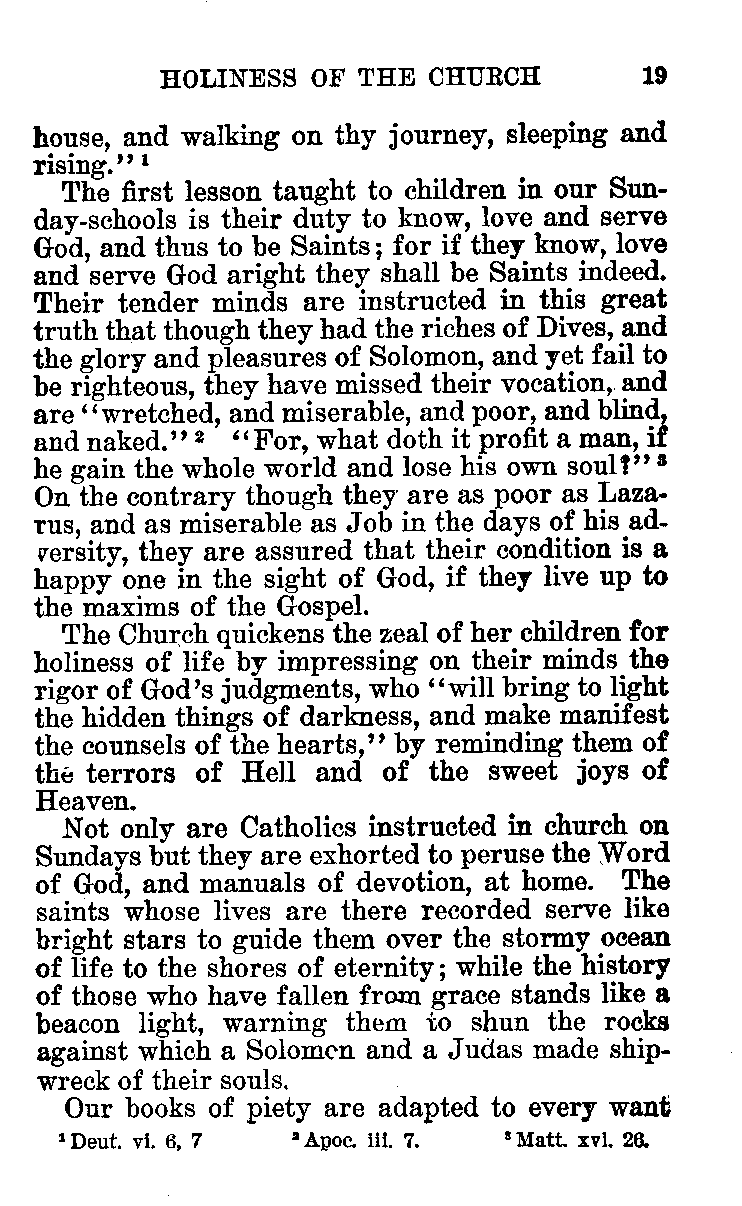 HOLINESS OF THE CHURCH 19
house, and walking on thy journey, sleeping and
rising." ¹
The first lesson taught to children in our Sun-
day-schools is their duty to know, love and serve
God, and thus to be Saints; for if they know, love
and serve God aright they shall be Saints indeed.
Their tender minds are instructed in this great
truth that though they had the riches of Dives, and
the glory and pleasures of Solomon, and yet fail to
be righteous, they have missed their vocation, and
are "wretched, and miserable, and poor, and blind,
and naked." ² "For, what doth it profit a man, if
he gain the whole world and lose his own soul?" ³
On the contrary though they are as poor as Laza-
rus, and as miserable as Job in the days of his ad-
versity, they are assured that their condition is a
happy one in the sight of God, if they live up to
the maxims of the Gospel.
The Church quickens the zeal of her children for
holiness of life by impressing on their minds the
rigor of God's judgments, who "will bring to light
the hidden things of darkness, and make manifest
the counsels of the hearts," by reminding them of
the terrors of Hell and of the sweet joys of
Heaven.
Not only are Catholics instructed in church on
Sundays but they are exhorted to peruse the Word
of God, and manuals of devotion, at home. The
saints whose lives are there recorded serve like
bright stars to guide them over the stormy ocean
of life to the shores of eternity; while the history
of those who have fallen from grace stands like a
beacon light, warning them to shun the rocks
against which a Solomon and a Judas made ship-
wreck of their souls.
Our books of piety are adapted to every want
¹ Deut. vi. 6, 7 ² Apoc. iii. 7. ³ Matt. xvi. 26.